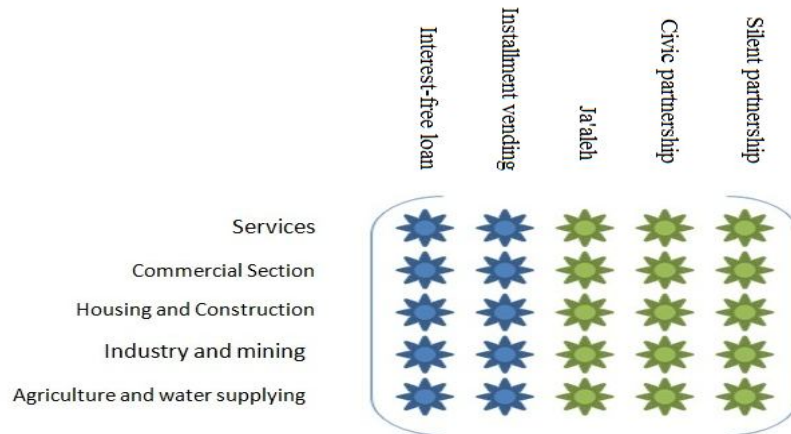 Interest-free loan
Installment vending
Ja'aleh
Civic partnership
Silent partnership
Services
Commercial Section
Housing and Construction
Industry and mining
Agriculture and water supplying